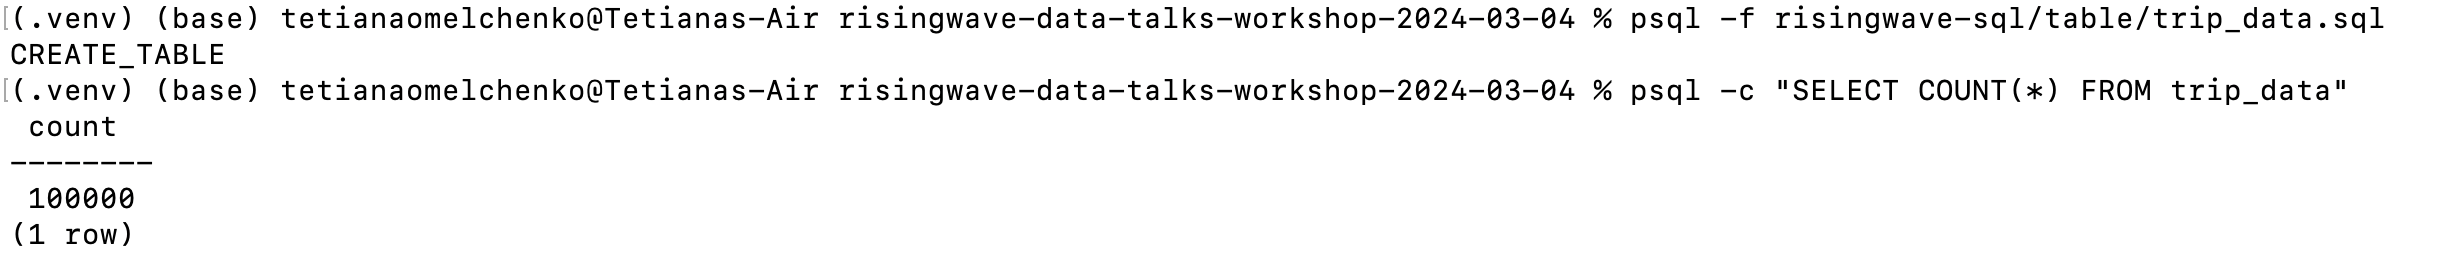 [(.venv) (base) tetianaomelchenko@Tetianas-Air risingwave-data-talks-workshop-2024-03-04 % psql -f risingwave-sql/table/trip_data.sql
CREATE_TABLE
[(.venv) (base) tetianaomelchenko@Tetianas-Air risingwave-data-talks-workshop-2024-03-04 % psql -c "SELECT COUNT(*) FROM trip_data"
 count
--------
 100000
(1 row)